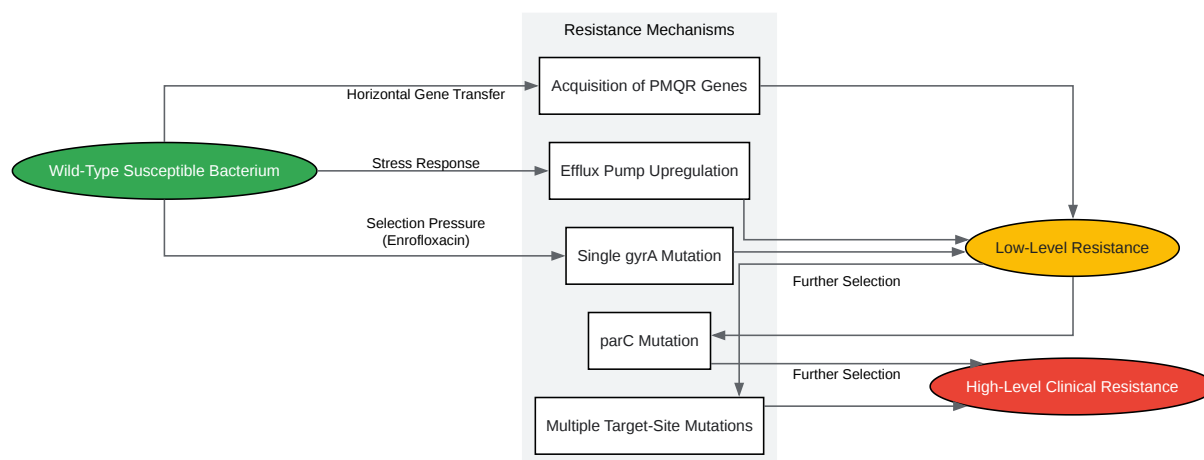 Resistance Mechanisms
Acquisition of PMQR Genes
Horizontal Gene Transfer
Wild-Type Susceptible Bacterium
Stress Response
Efflux Pump Upregulation
Selection Pressure
(Enrofloxacin)
Single gyrA Mutation
Low-Level Resistance
Further Selection
parC Mutation
Further Selection
High-Level Clinical Resistance
Multiple Target-Site Mutations